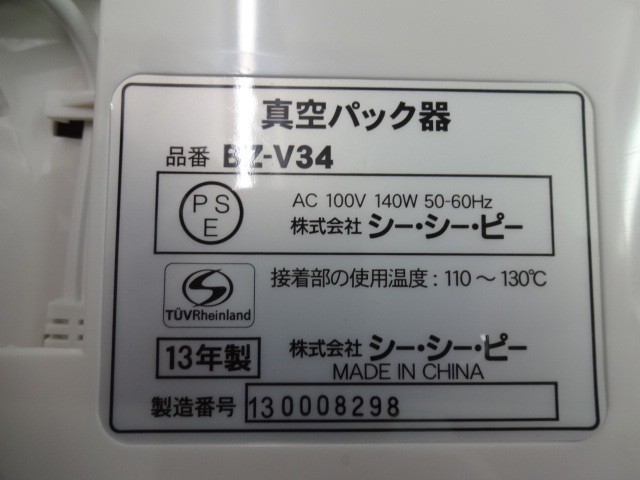 真空パック器
品番 BZ-V34
PS
E
AC 100V 140W 50-60Hz
株式会社 シー・シー・ピー
TÜVRheinland
接着部の使用温度：110～130℃
13年製
株式会社 シー・シー・ピー
MADE IN CHINA
製造番号 130008298